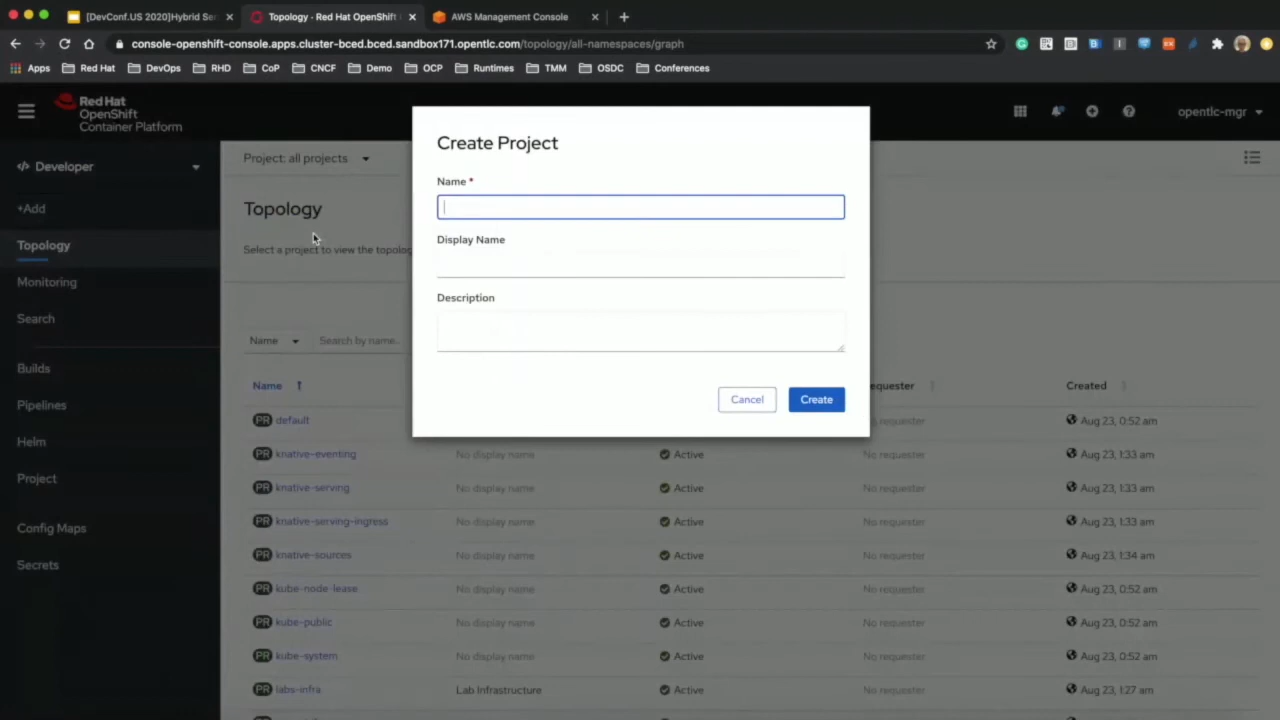 [DevConf.US 2020]Hybrid Se
Topology · Red Hat OpenShift
AWS Management Console
console-openshift-console.apps.cluster-bced.bced.sandbox171.opentlc.com/topology/all-namespaces/graph
Apps Red Hat DevOps RHD CoP CNCF Demo OCP Runtimes TMM OSDC Conferences
Red Hat
OpenShift
Container Platform
opentlc-mgr
Developer
+Add
Topology
Monitoring
Search
Builds
Pipelines
Helm
Project
Config Maps
Secrets
Project: all projects
Topology
Select a project to view the topolog
Create Project
Name *
Display Name
Description
Cancel Create
Name Search by name..
Name equester Created
PR default requester Aug 23, 0:52 am
PR knative-eventing No display name Active No requester Aug 23, 1:33 am
PR knative-serving No display name Active No requester Aug 23, 1:33 am
PR knative-serving-ingress No display name Active No requester Aug 23, 1:33 am
PR knative-sources No display name Active No requester Aug 23, 1:34 am
PR kube-node-lease No display name Active No requester Aug 23, 0:52 am
PR kube-public No display name Active No requester Aug 23, 0:52 am
PR kube-system No display name Active No requester Aug 23, 0:52 am
PR labs-infra Lab Infrastructure Active No requester Aug 23, 1:27 am